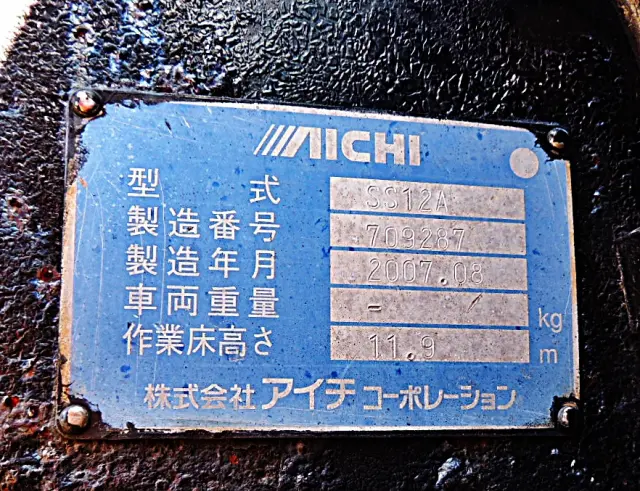 AICHI
型式 SS12A
製造番号 709287
製造年月 2007.08
車両重量 - kg
作業床高さ 11.9 m
株式会社アイチコーポレーション